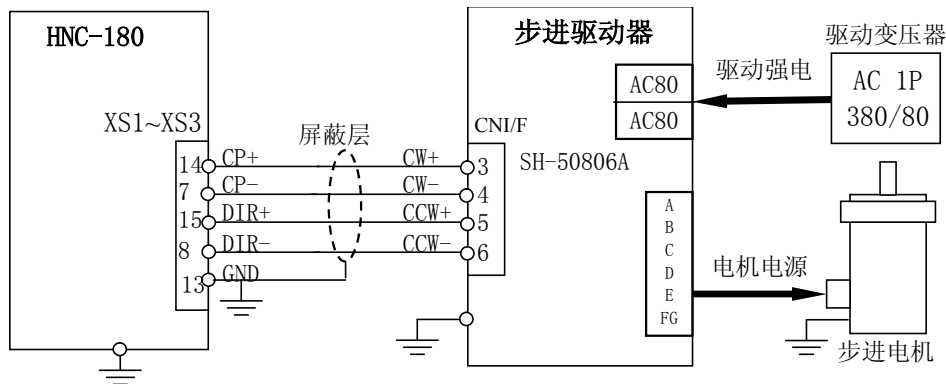 HNC-180
XS1~XS3
14
CP+
7
CP-
15
DIR+
8
DIR-
13
GND
屏蔽层
步进驱动器
CNI/F
CW+
3
CW-
4
CCW+
5
CCW-
6
SH-50806A
AC80
AC80
A
B
C
D
E
FG
驱动强电
驱动变压器
AC 1P
380/80
电机电源
步进电机